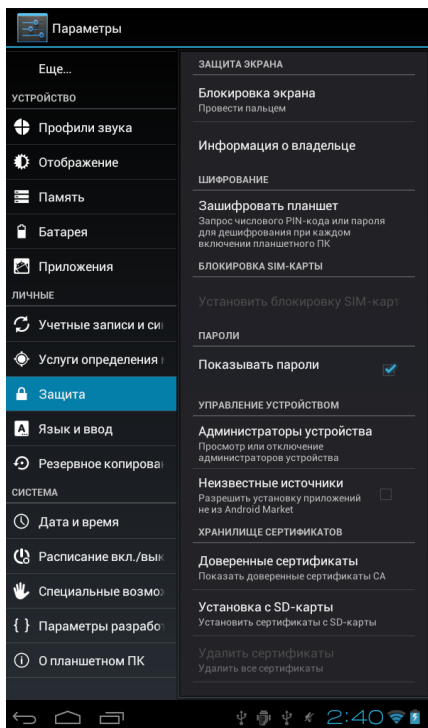 Параметры
Еще...
УСТРОЙСТВО
Профили звука
Отображение
Память
Батарея
Приложения
ЛИЧНЫЕ
Учетные записи и
Услуги определения
Защита
Язык и ввод
Резервное
СИСТЕМА
Дата и время
Расписание вкл./вык
Специальные
Параметры
О планшетном ПК
ЗАЩИТА ЭКРАНА
Блокировка экрана
Провести пальцем
Информация о владельце
ШИФРОВАНИЕ
Зашифровать планшет
Запрос числового PIN-кода или пароля
для дешифрования при каждом
включении планшетного ПК
БЛОКИРОВКА SIM-КАРТЫ
Установить блокировку SIM-карт
ПАРОЛИ
Показывать пароли
УПРАВЛЕНИЕ УСТРОЙСТВОМ
Администраторы устройства
Просмотр или отключение
администраторов устройства
Неизвестные источники
Разрешить установку приложений
не из Android Market
ХРАНИЛИЩЕ СЕРТИФИКАТОВ
Доверенные сертификаты
Показать доверенные сертификаты CA
Установка с SD-карты
Установить сертификаты с SD-карты
Удалить сертификаты
Удалить все сертификаты
2:40